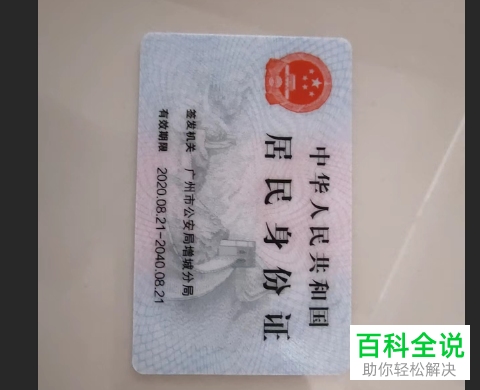 中华人民共和国
居民身份证
签发机关 广州市公安局增城分局
有效期限 2020.08.21-2040.08.21
百科全说
助你轻松解决